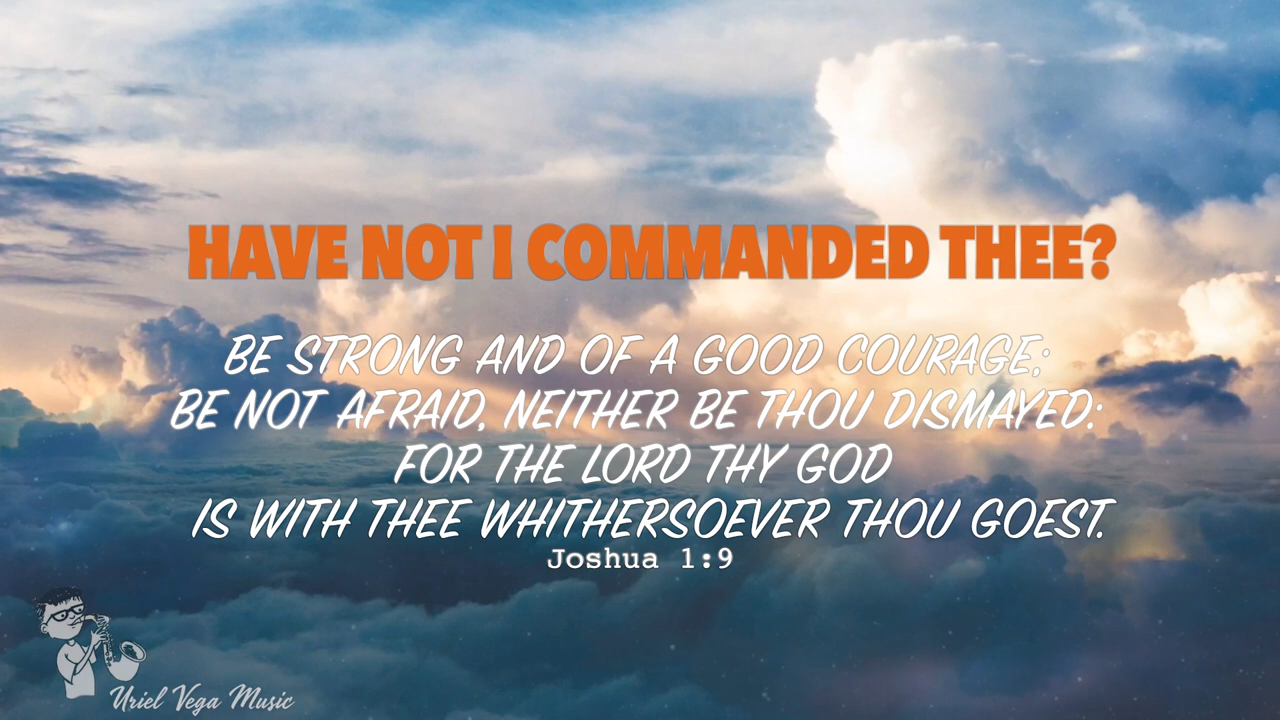 HAVE NOT I COMMANDED THEE?
BE STRONG AND OF A GOOD COURAGE;
BE NOT AFRAID, NEITHER BE THOU DISMAYED:
FOR THE LORD THY GOD
IS WITH THEE WHITHERSOEVER THOU GOEST.
Joshua 1:9
Uriel Vega Music